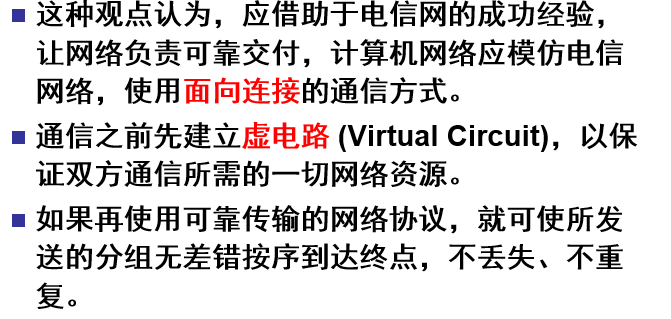 这种观点认为，应借助于电信网的成功经验，
让网络负责可靠交付，计算机网络应模仿电信
网络，使用面向连接的通信方式。
通信之前先建立虚电路 (Virtual Circuit)，以保
证双方通信所需的一切网络资源。
如果再使用可靠传输的网络协议，就可使所发
送的分组无差错按序到达终点，不丢失、不重
复。